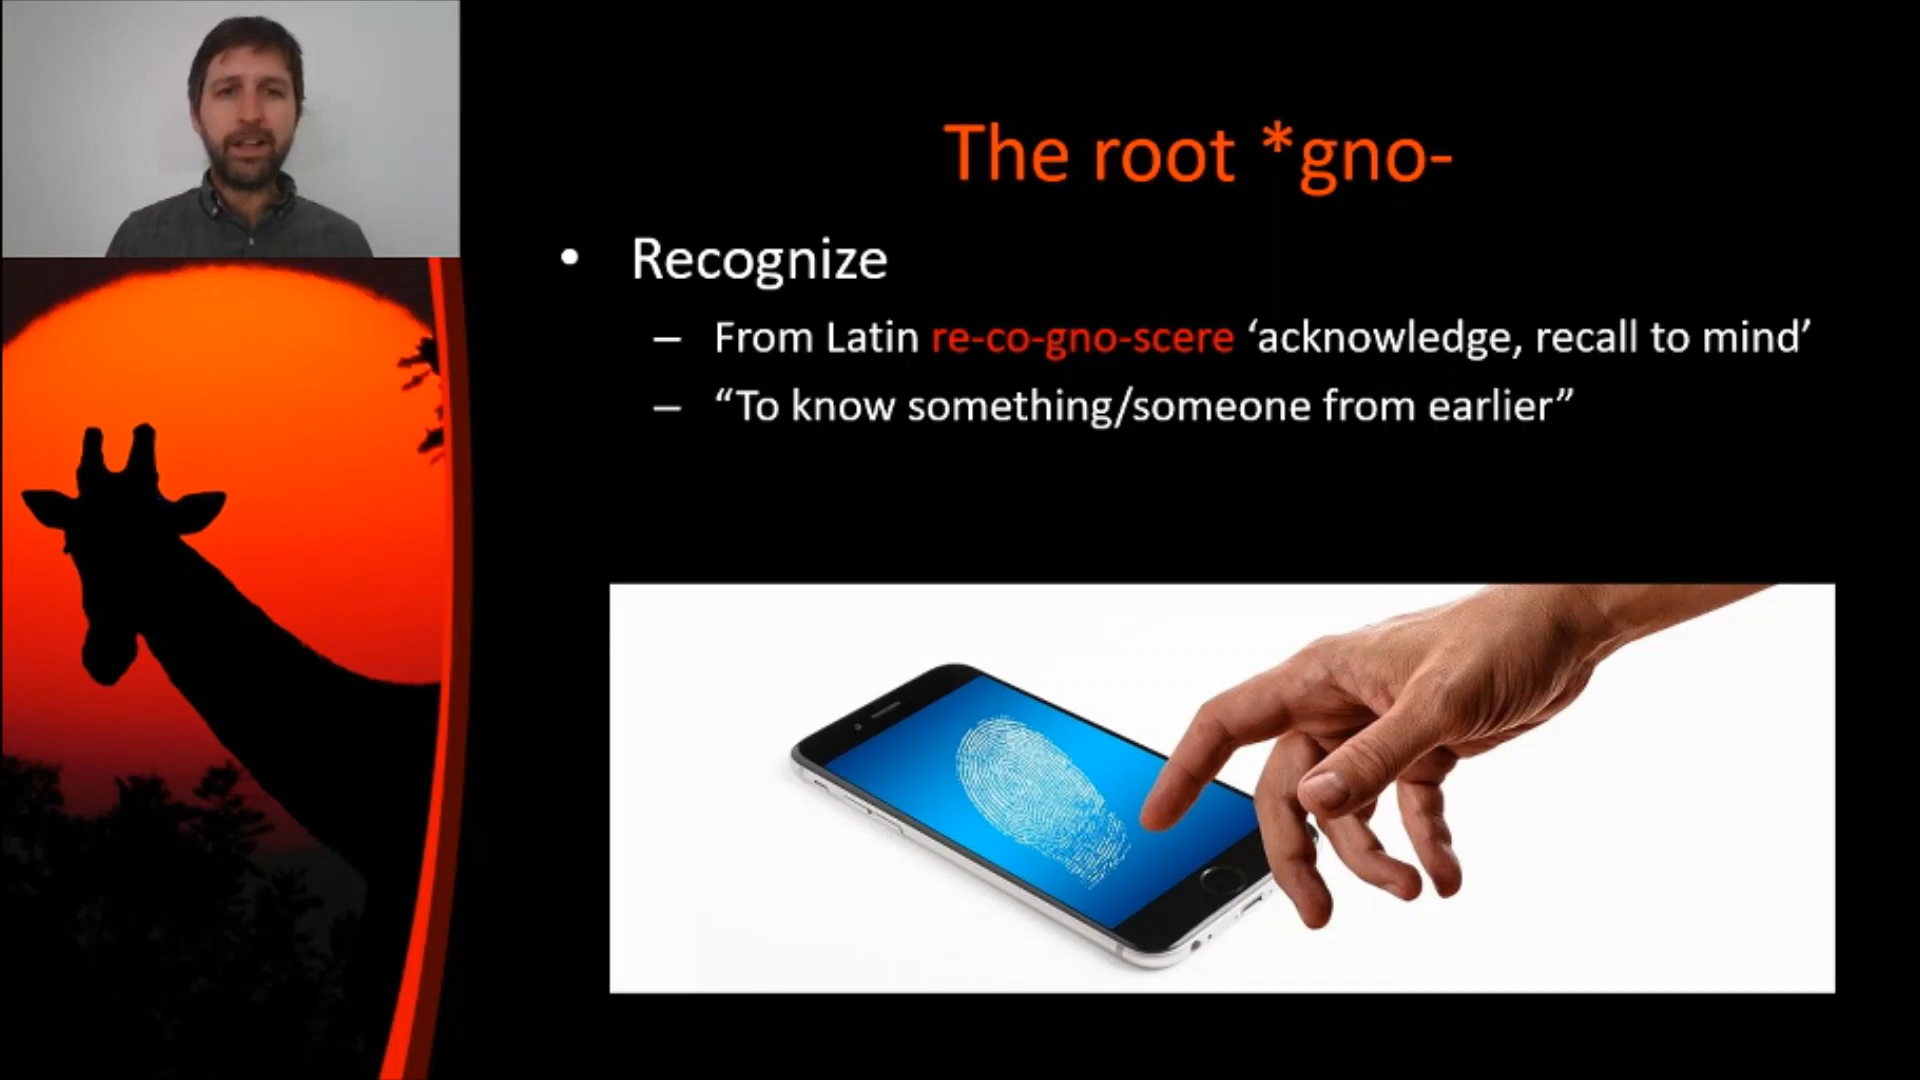 The root *gno-
• Recognize
– From Latin re-co-gno-scere ‘acknowledge, recall to mind’
– “To know something/someone from earlier”